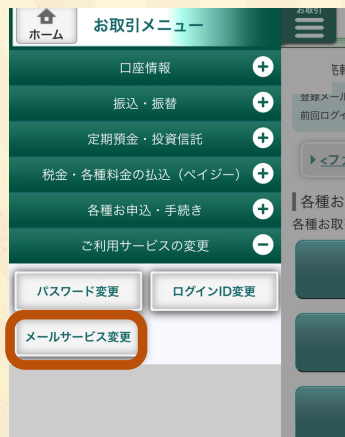 ホーム
お取引メニュー
お取引
口座情報
振込・振替
定期預金・投資信託
税金・各種料金の払込（ペイジー）
各種お申込・手続き
ご利用サービスの変更
パスワード変更
ログインID変更
メールサービス変更
登録メール
前回ログイ
<フ
各種お
各種お取